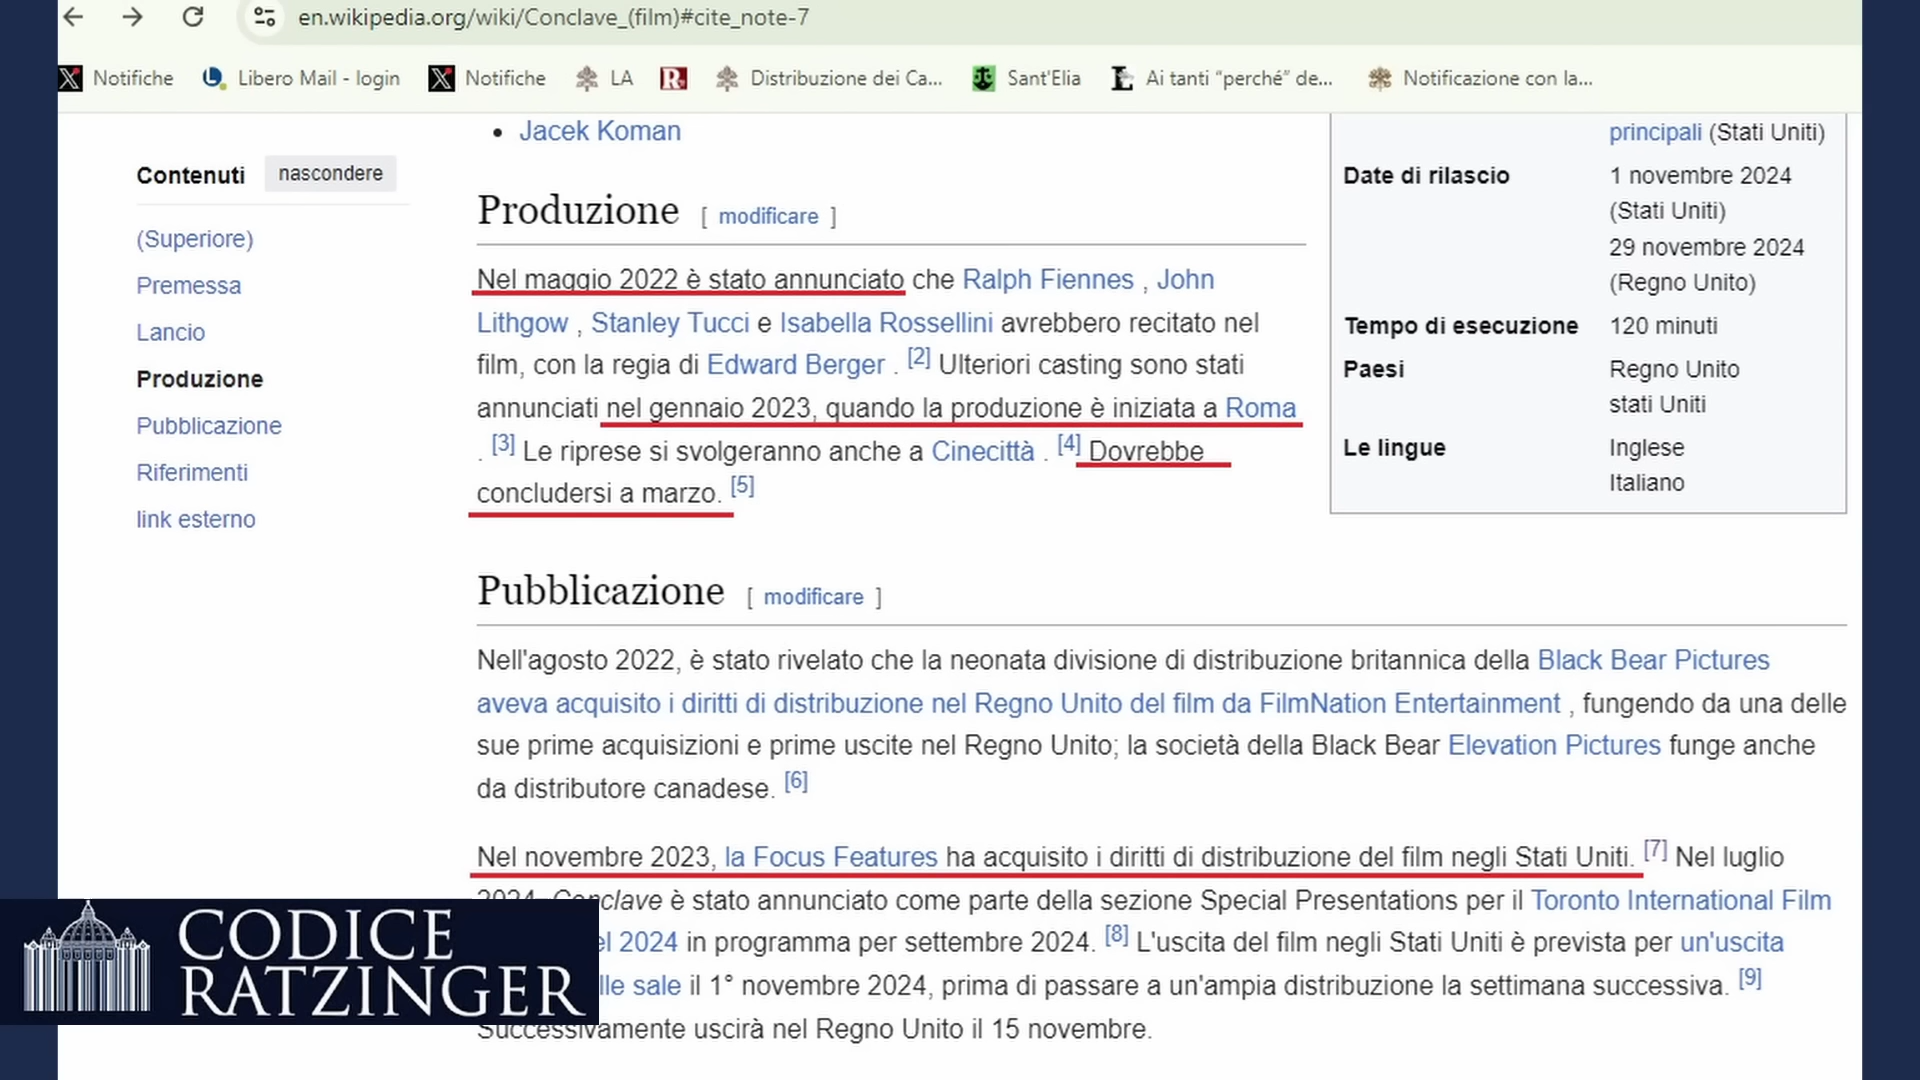 en.wikipedia.org/wiki/Conclave_(film)#cite_note-7
Notifiche Libero Mail - login Notifiche LA Distribuzione dei Ca... Sant'Elia Ai tanti “perché” de... Notificazione con la...
Contenuti nascondere
(Superiore)
Premessa
Lancio
Produzione
Pubblicazione
Riferimenti
link esterno
• Jacek Koman
Produzione [ modificare ]
Nel maggio 2022 è stato annunciato che Ralph Fiennes , John
Lithgow , Stanley Tucci e Isabella Rossellini avrebbero recitato nel
film, con la regia di Edward Berger . [2] Ulteriori casting sono stati
annunciati nel gennaio 2023, quando la produzione è iniziata a Roma
. [3] Le riprese si svolgeranno anche a Cinecittà . [4] Dovrebbe
concludersi a marzo. [5]
principali (Stati Uniti)
Date di rilascio 1 novembre 2024
(Stati Uniti)
29 novembre 2024
(Regno Unito)
Tempo di esecuzione 120 minuti
Paesi Regno Unito
stati Uniti
Le lingue Inglese
Italiano
Pubblicazione [ modificare ]
Nell'agosto 2022, è stato rivelato che la neonata divisione di distribuzione britannica della Black Bear Pictures
aveva acquisito i diritti di distribuzione nel Regno Unito del film da FilmNation Entertainment , fungendo da una delle
sue prime acquisizioni e prime uscite nel Regno Unito; la società della Black Bear Elevation Pictures funge anche
da distributore canadese. [6]
Nel novembre 2023, la Focus Features ha acquisito i diritti di distribuzione del film negli Stati Uniti. [7] Nel luglio
2024, Conclave è stato annunciato come parte della sezione Special Presentations per il Toronto International Film
el 2024 in programma per settembre 2024. [8] L'uscita del film negli Stati Uniti è prevista per un'uscita
lle sale il 1° novembre 2024, prima di passare a un'ampia distribuzione la settimana successiva. [9]
Successivamente uscirà nel Regno Unito il 15 novembre.
CODICE
RATZINGER